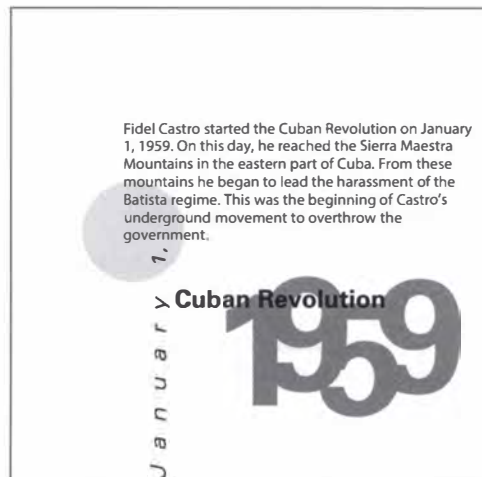 Fidel Castro started the Cuban Revolution on January
1, 1959. On this day, he reached the Sierra Maestra
Mountains in the eastern part of Cuba. From these
mountains he began to lead the harassment of the
Batista regime. This was the beginning of Castro's
underground movement to overthrow the
government.
January 1,
Cuban Revolution
1959